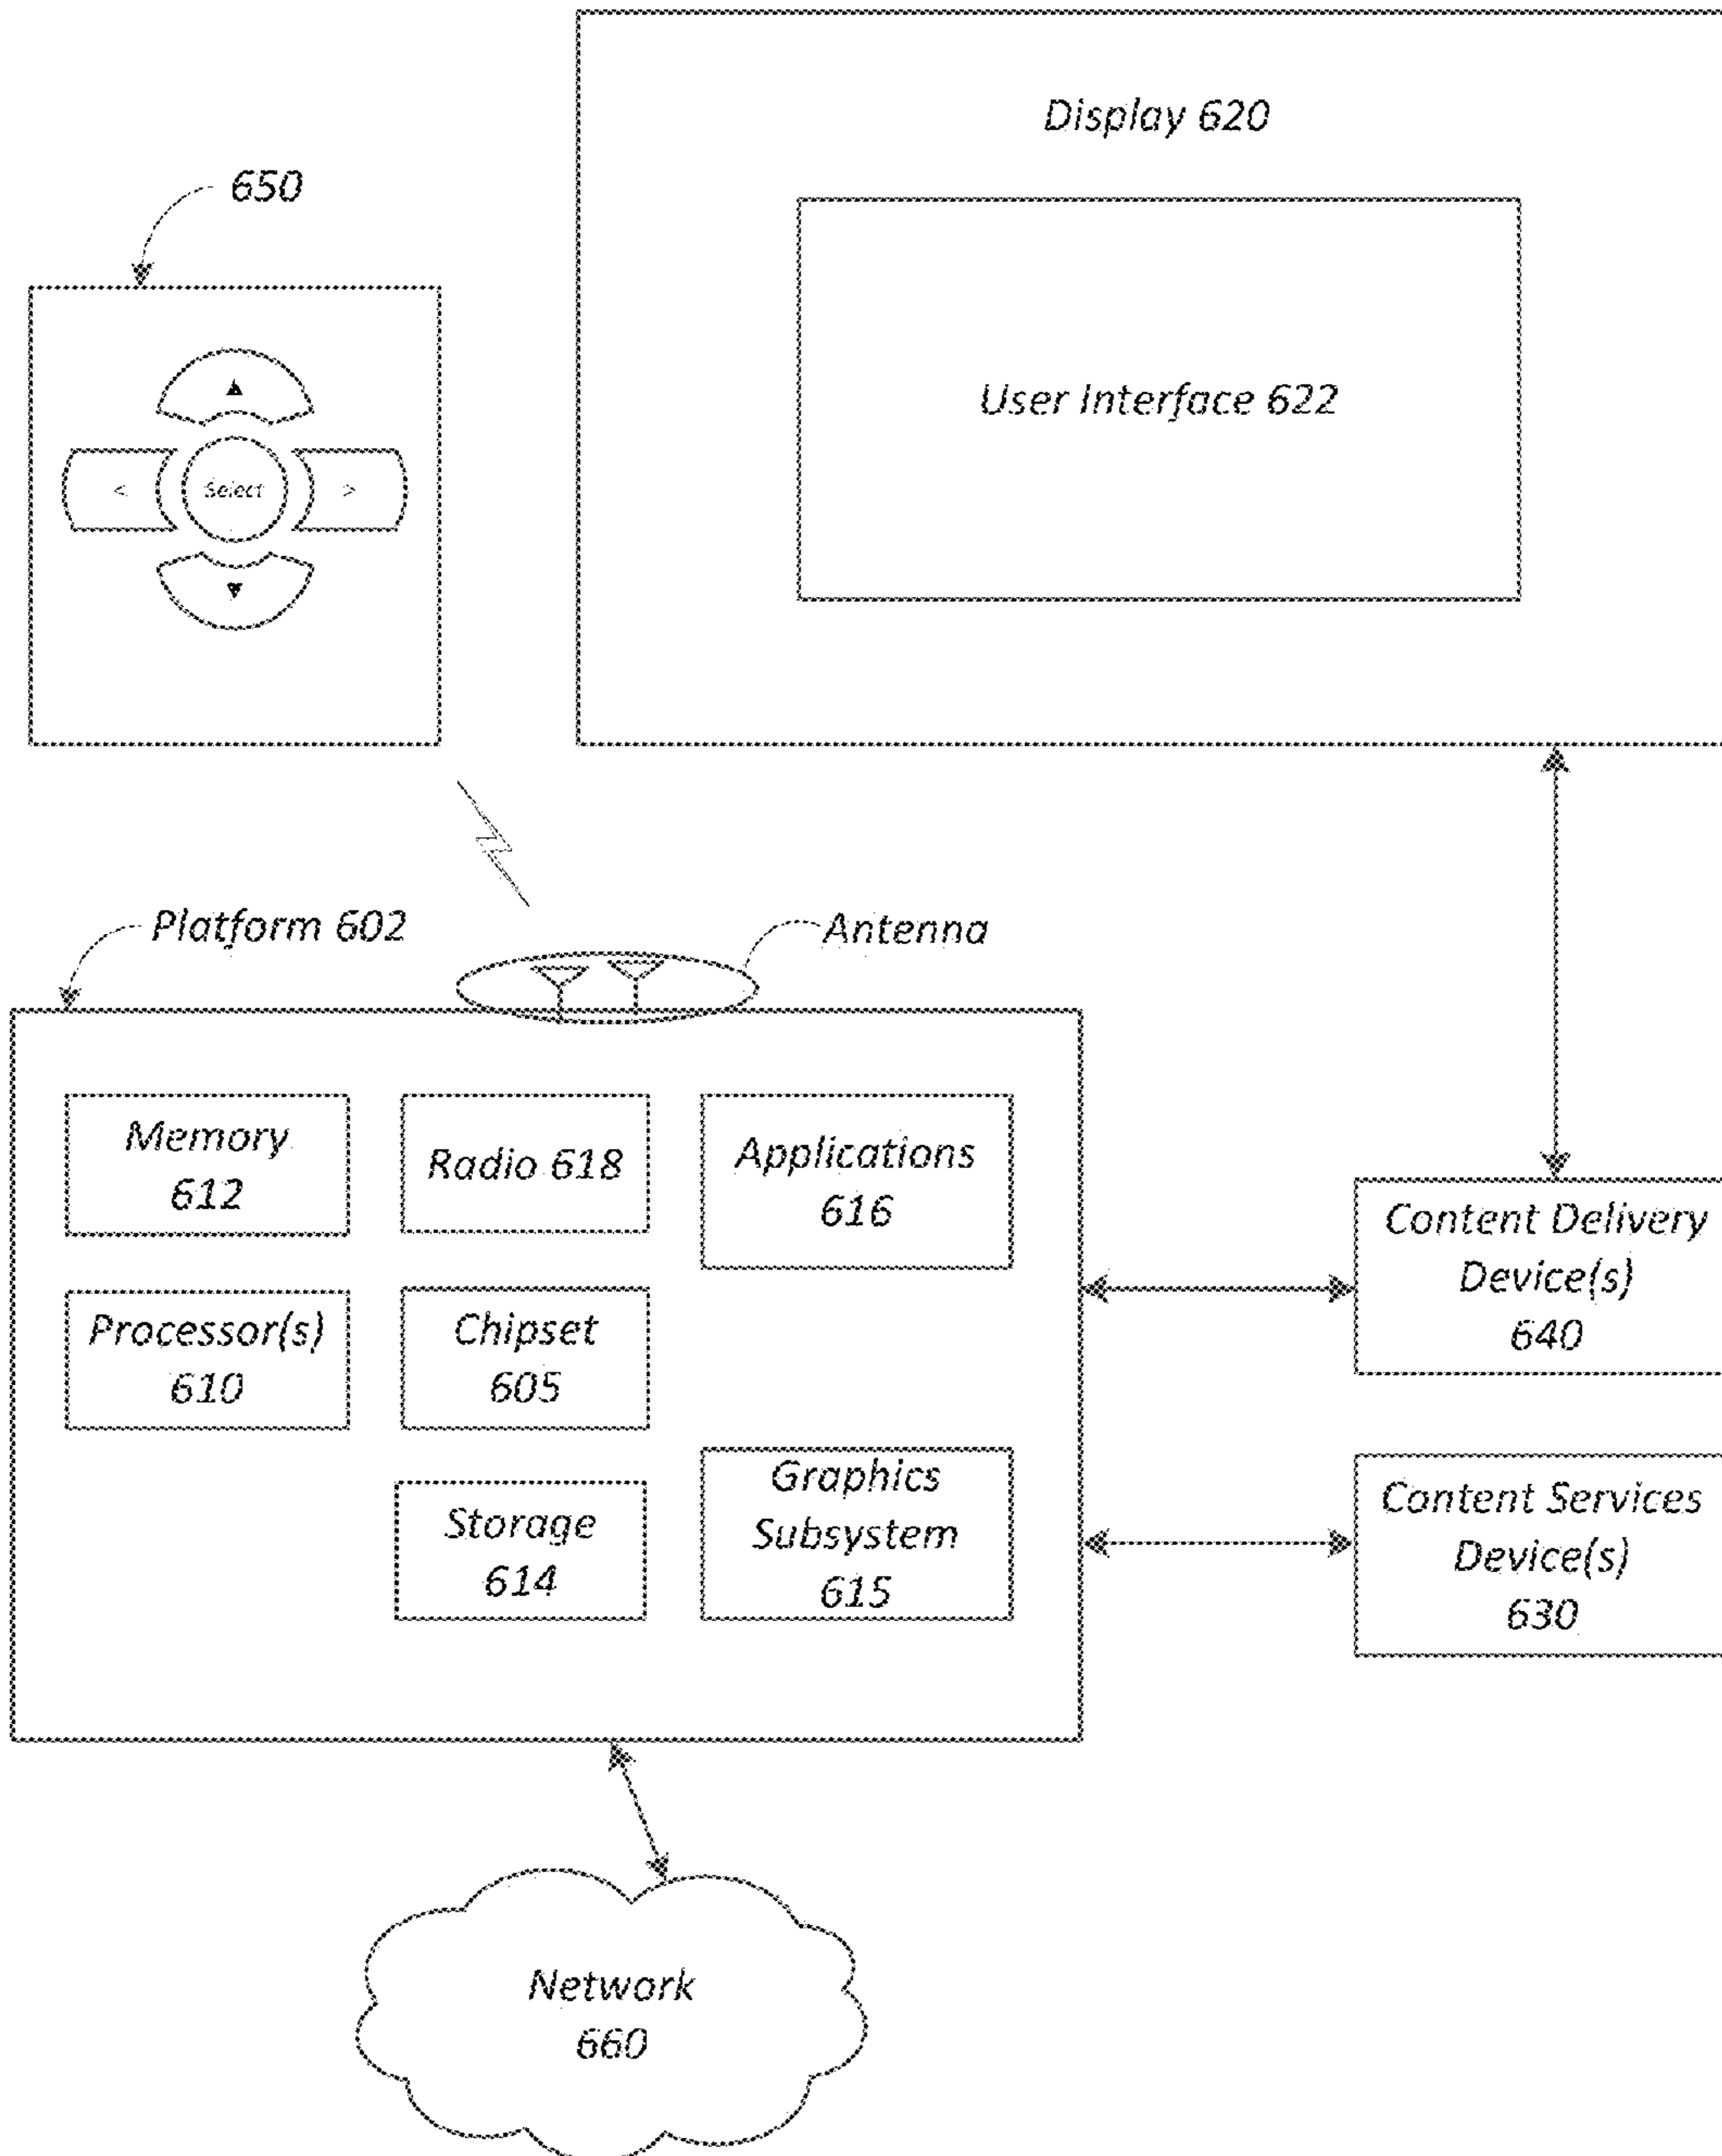 Display 620
650
User Interface 622
▲
<
Select
>
▼
Platform 602
Antenna
Memory
612
Radio 618
Applications
616
Processor(s)
610
Chipset
605
Storage
614
Graphics
Subsystem
615
Content Delivery
Device(s)
640
Content Services
Device(s)
630
Network
660